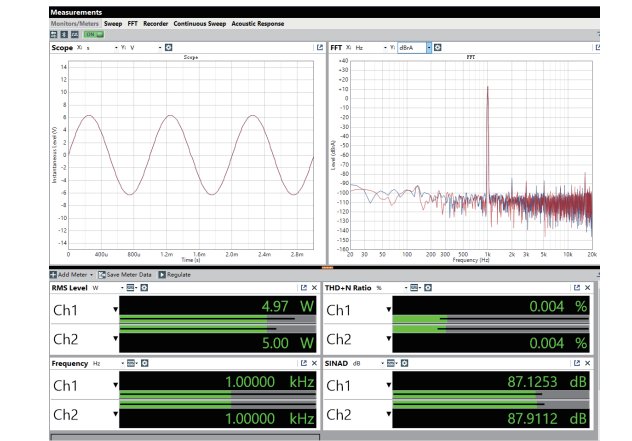 Measurements
Monitors/Meters Sweep FFT Recorder Continuous Sweep Acoustic Response
ON
Scope X: s Y: V
FFT X: Hz Y: dBrA
Scope
14
12
10
8
6
4
2
0
-2
-4
-6
-8
-10
-12
-14
Instantaneous Level (V)
0 400u 800u 1.2m 1.6m 2.0m 2.4m 2.8m
Time (s)
FFT
+40
+30
+20
+10
0
-10
-20
-30
-40
-50
-60
-70
-80
-90
-100
-110
-120
-130
-140
-150
-160
Level (dBrA)
20 30 50 100 200 300 500 1k 2k 3k 5k 10k 20k
Frequency (Hz)
Add Meter Save Meter Data Regulate
RMS Level W
Ch1 4.97 W
Ch2 5.00 W
THD+N Ratio %
Ch1 0.004 %
Ch2 0.004 %
Frequency Hz
Ch1 1.00000 kHz
Ch2 1.00000 kHz
SINAD dB
Ch1 87.1253 dB
Ch2 87.9112 dB